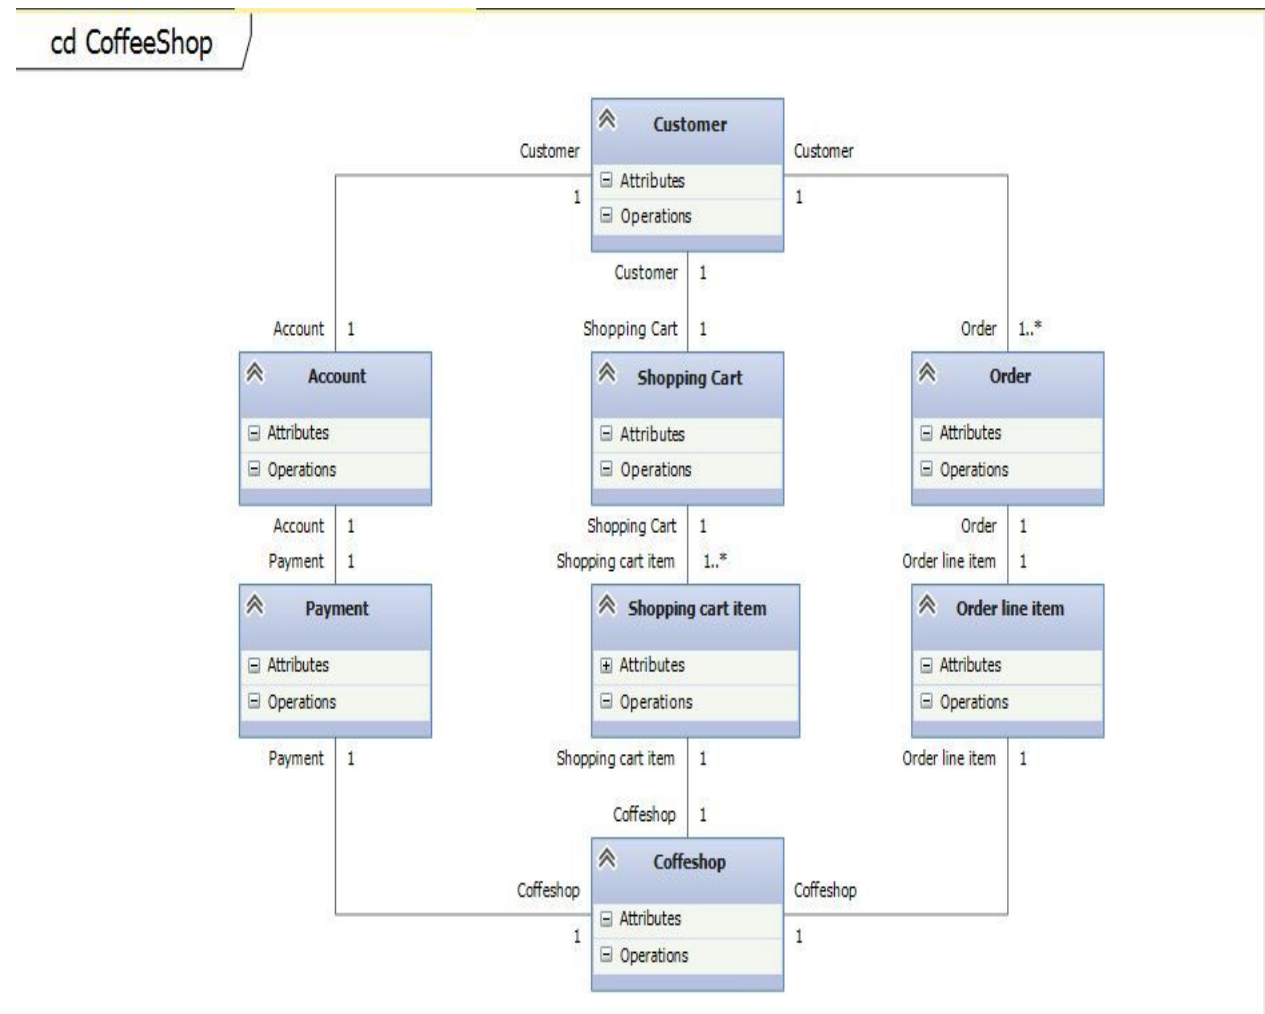 cd CoffeeShop
Customer
Customer
Customer
1
Attributes
1
Operations
Customer 1
Account 1
Shopping Cart 1
Order 1..*
Account
Shopping Cart
Order
Attributes
Attributes
Attributes
Operations
Operations
Operations
Account 1
Shopping Cart 1
Order 1
Payment 1
Shopping cart item 1..*
Order line item 1
Payment
Shopping cart item
Order line item
Attributes
Attributes
Attributes
Operations
Operations
Operations
Payment 1
Shopping cart item 1
Order line item 1
Coffeshop 1
Coffeshop
Coffeshop
Coffeshop
Attributes
1
1
Operations